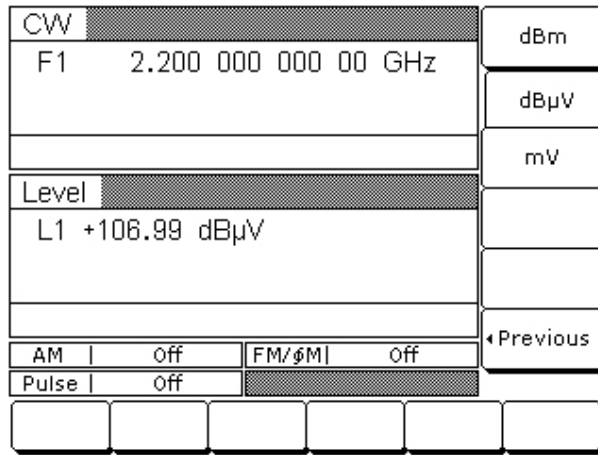 CW
F1 2.200 000 000 00 GHz
Level
L1 +106.99 dBµV
AM | Off
FM/ϕM| Off
Pulse | Off
dBm
dBµV
mV
◂Previous